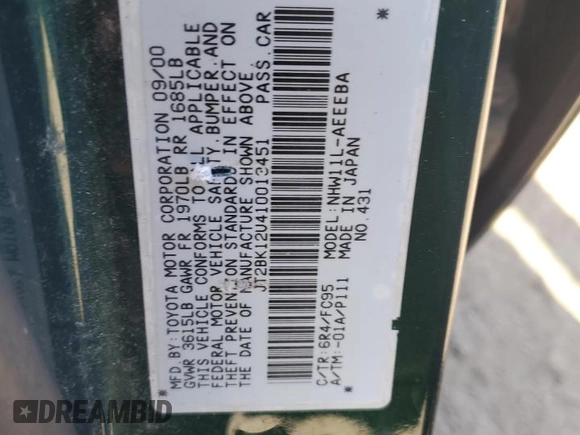 MFD.BY:TOYOTA MOTOR CORPORATION 09/00
GVWR 3615LB GAWR FR 1970LB RR 1685LB
THIS VEHICLE CONFORMS TO ALL APPLICABLE
FEDERAL MOTOR VEHICLE SAFETY,BUMPER,AND
THEFT PREVENTION STANDARDS IN EFFECT ON
THE DATE OF MANUFACTURE SHOWN ABOVE.
JT2BK12U410013451 PASS.CAR
C/TR:6R4/FC95 MODEL:NHW11L-AEEEBA
A/TM:-01A/P111 MADE IN JAPAN
NO.431
DREAMBID